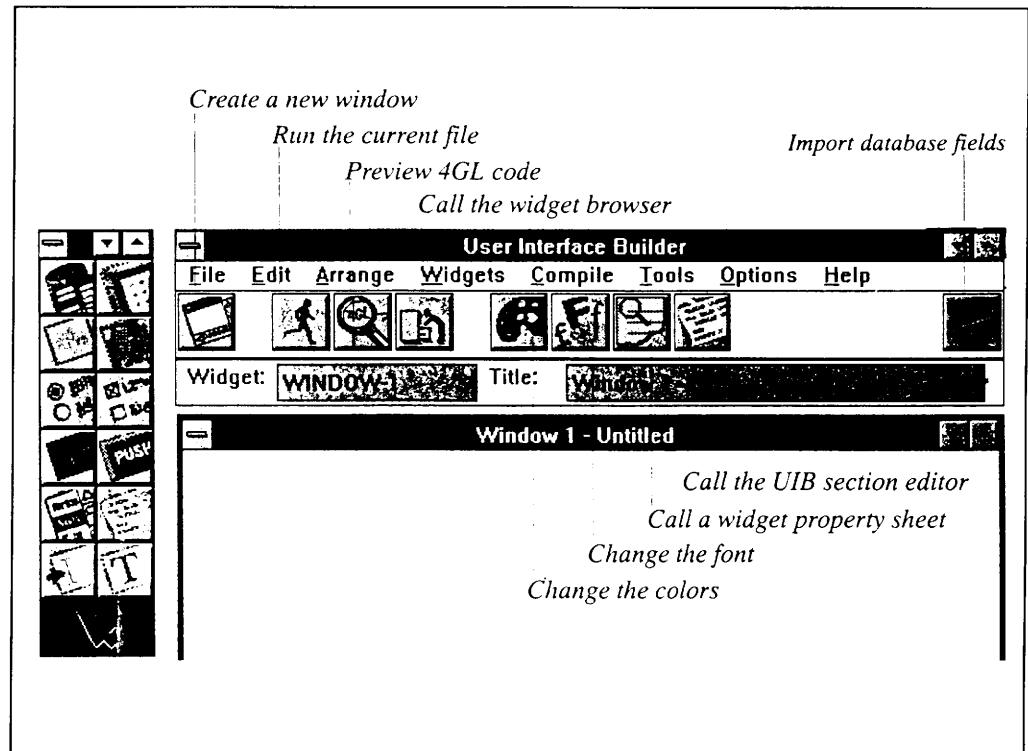 Create a new window
Run the current file
Import database fields
Preview 4GL code
Call the widget browser
User Interface Builder
File Edit Arrange Widgets Compile Tools Options Help
4GL
Widget: WINDOW-1 Title: Window
PUSH
Window 1 - Untitled
Call the UIB section editor
Call a widget property sheet
Change the font
Change the colors
T